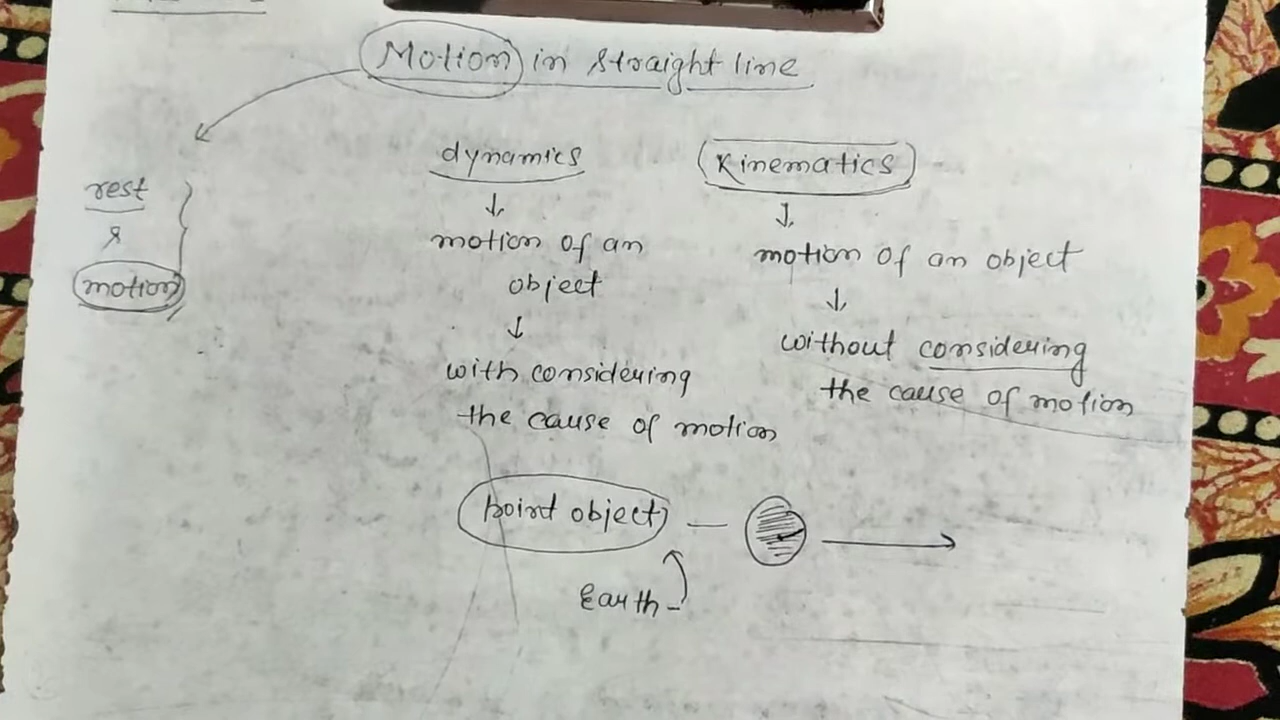 Motion in straight line
rest
&
motion
dynamics
↓
motion of an
object
↓
with considering
the cause of motion
Kinematics
↓
motion of an object
↓
without considering
the cause of motion
point object —
Earth